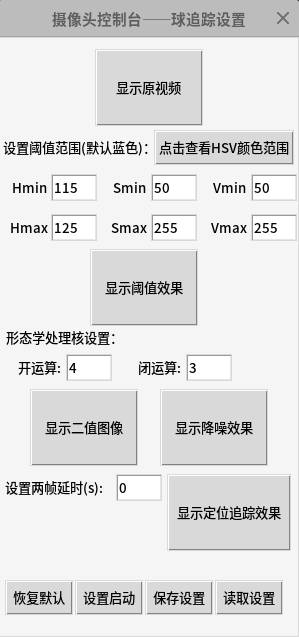 摄像头控制台——球追踪设置
显示原视频
设置阈值范围(默认蓝色)： 点击查看HSV颜色范围
Hmin 115 Smin 50 Vmin 50
Hmax 125 Smax 255 Vmax 255
显示阈值效果
形态学处理核设置：
开运算: 4 闭运算: 3
显示二值图像 显示降噪效果
设置两帧延时(s): 0 显示定位追踪效果
恢复默认 设置启动 保存设置 读取设置